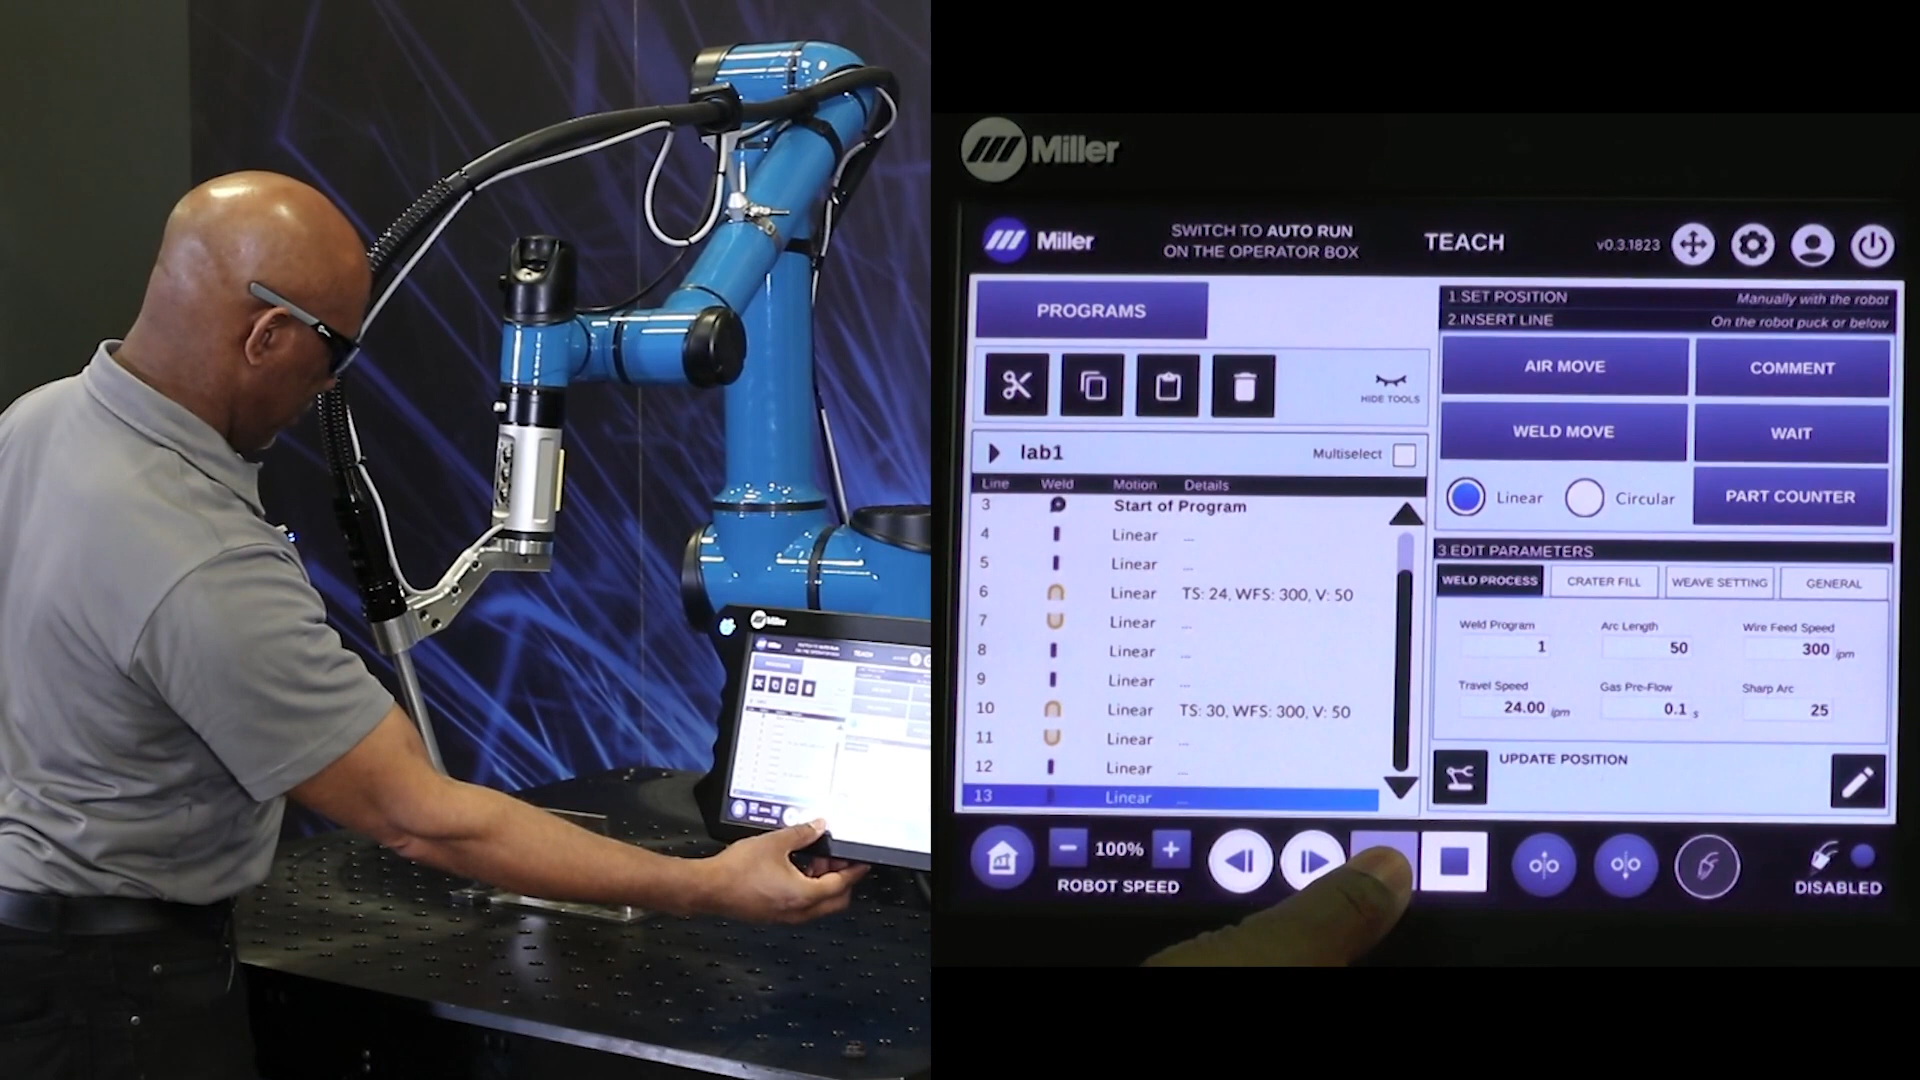 Miller
Miller
SWITCH TO AUTO RUN
ON THE OPERATOR BOX
TEACH
v0.3.1823
PROGRAMS
HIDE TOOLS
lab1
Multiselect
Line Weld Motion Details
3 Start of Program
4 Linear ...
5 Linear ...
6 Linear TS: 24, WFS: 300, V: 50
7 Linear ...
8 Linear ...
9 Linear ...
10 Linear TS: 30, WFS: 300, V: 50
11 Linear ...
12 Linear ...
13 Linear ...
1.SET POSITION Manually with the robot
2.INSERT LINE On the robot puck or below
AIR MOVE COMMENT
WELD MOVE WAIT
Linear Circular PART COUNTER
3.EDIT PARAMETERS
WELD PROCESS CRATER FILL WEAVE SETTING GENERAL
Weld Program Arc Length Wire Feed Speed
1 50 300 ipm
Travel Speed Gas Pre-Flow Sharp Arc
24.00 ipm 0.1 s 25
UPDATE POSITION
100%
ROBOT SPEED
DISABLED
Miller
Miller
TEACH